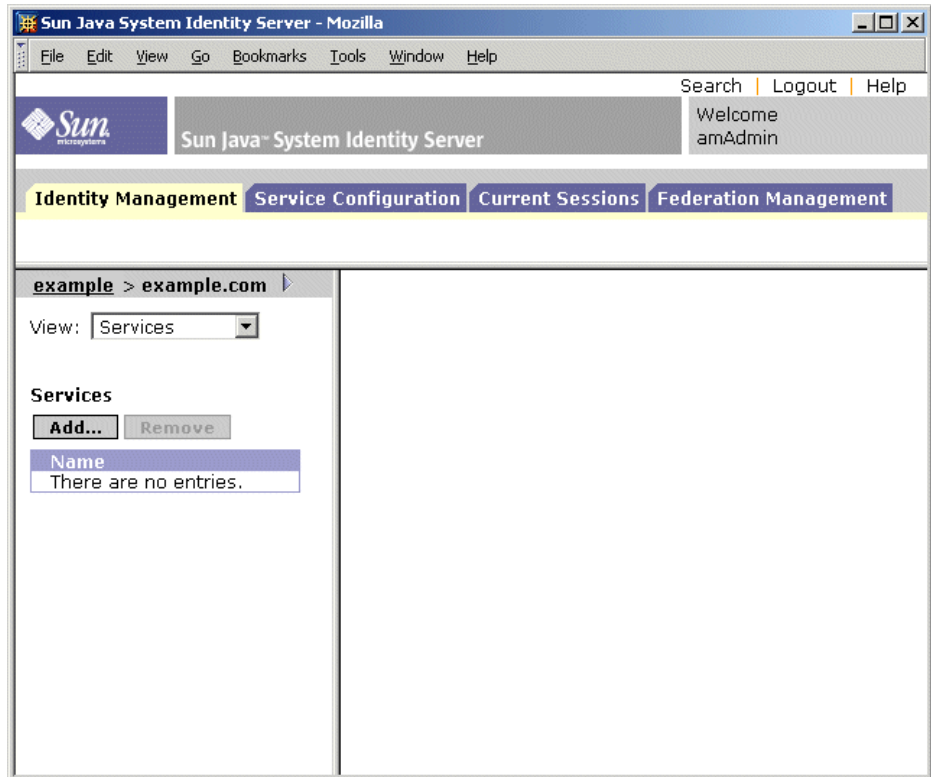 Sun Java System Identity Server - Mozilla
File Edit View Go Bookmarks Tools Window Help
Search | Logout | Help
Sun
microsystems
Sun Java™ System Identity Server
Welcome
amAdmin
Identity Management Service Configuration Current Sessions Federation Management
example > example.com
View: Services
Services
Add... Remove
Name
There are no entries.